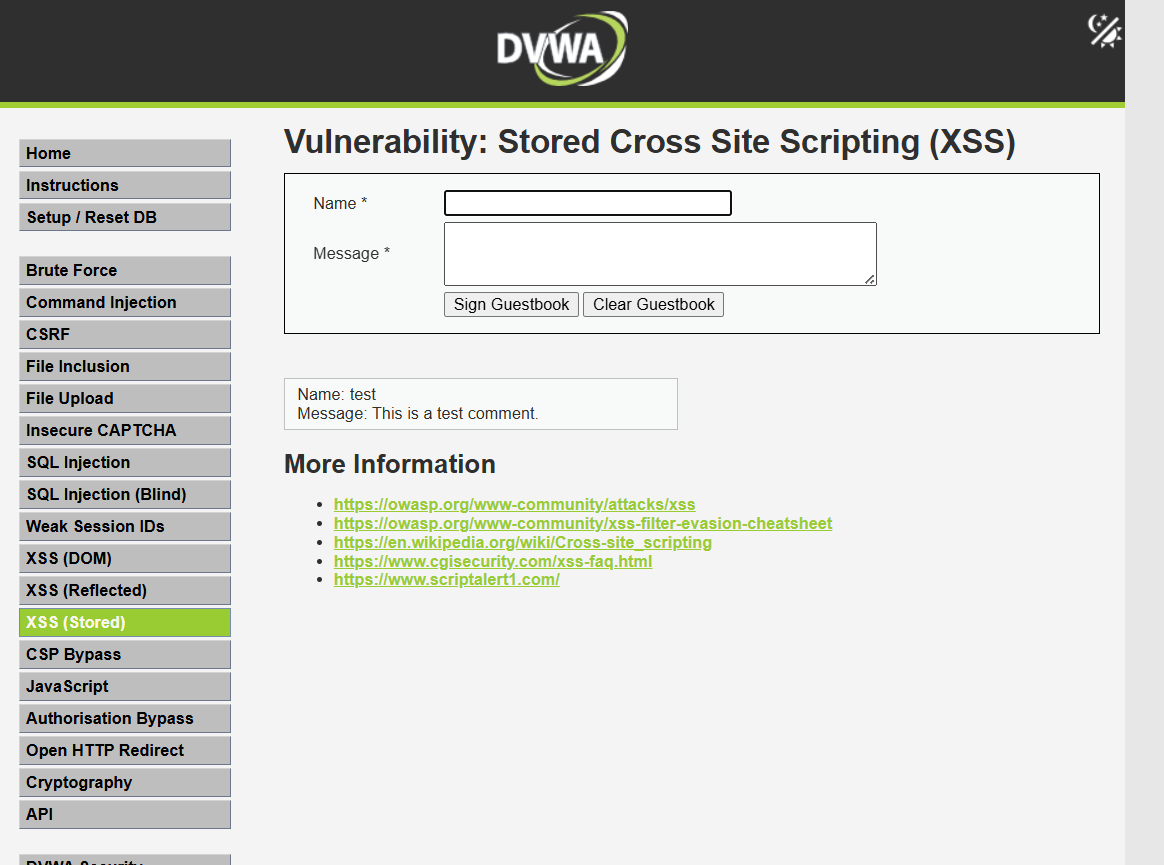 DVWA
Home
Instructions
Setup / Reset DB
Brute Force
Command Injection
CSRF
File Inclusion
File Upload
Insecure CAPTCHA
SQL Injection
SQL Injection (Blind)
Weak Session IDs
XSS (DOM)
XSS (Reflected)
XSS (Stored)
CSP Bypass
JavaScript
Authorisation Bypass
Open HTTP Redirect
Cryptography
API
DVWA Security
Vulnerability: Stored Cross Site Scripting (XSS)
Name *
Message *
Sign Guestbook Clear Guestbook
Name: test
Message: This is a test comment.
More Information
https://owasp.org/www-community/attacks/xss
https://owasp.org/www-community/xss-filter-evasion-cheatsheet
https://en.wikipedia.org/wiki/Cross-site_scripting
https://www.cgisecurity.com/xss-faq.html
https://www.scriptalert1.com/